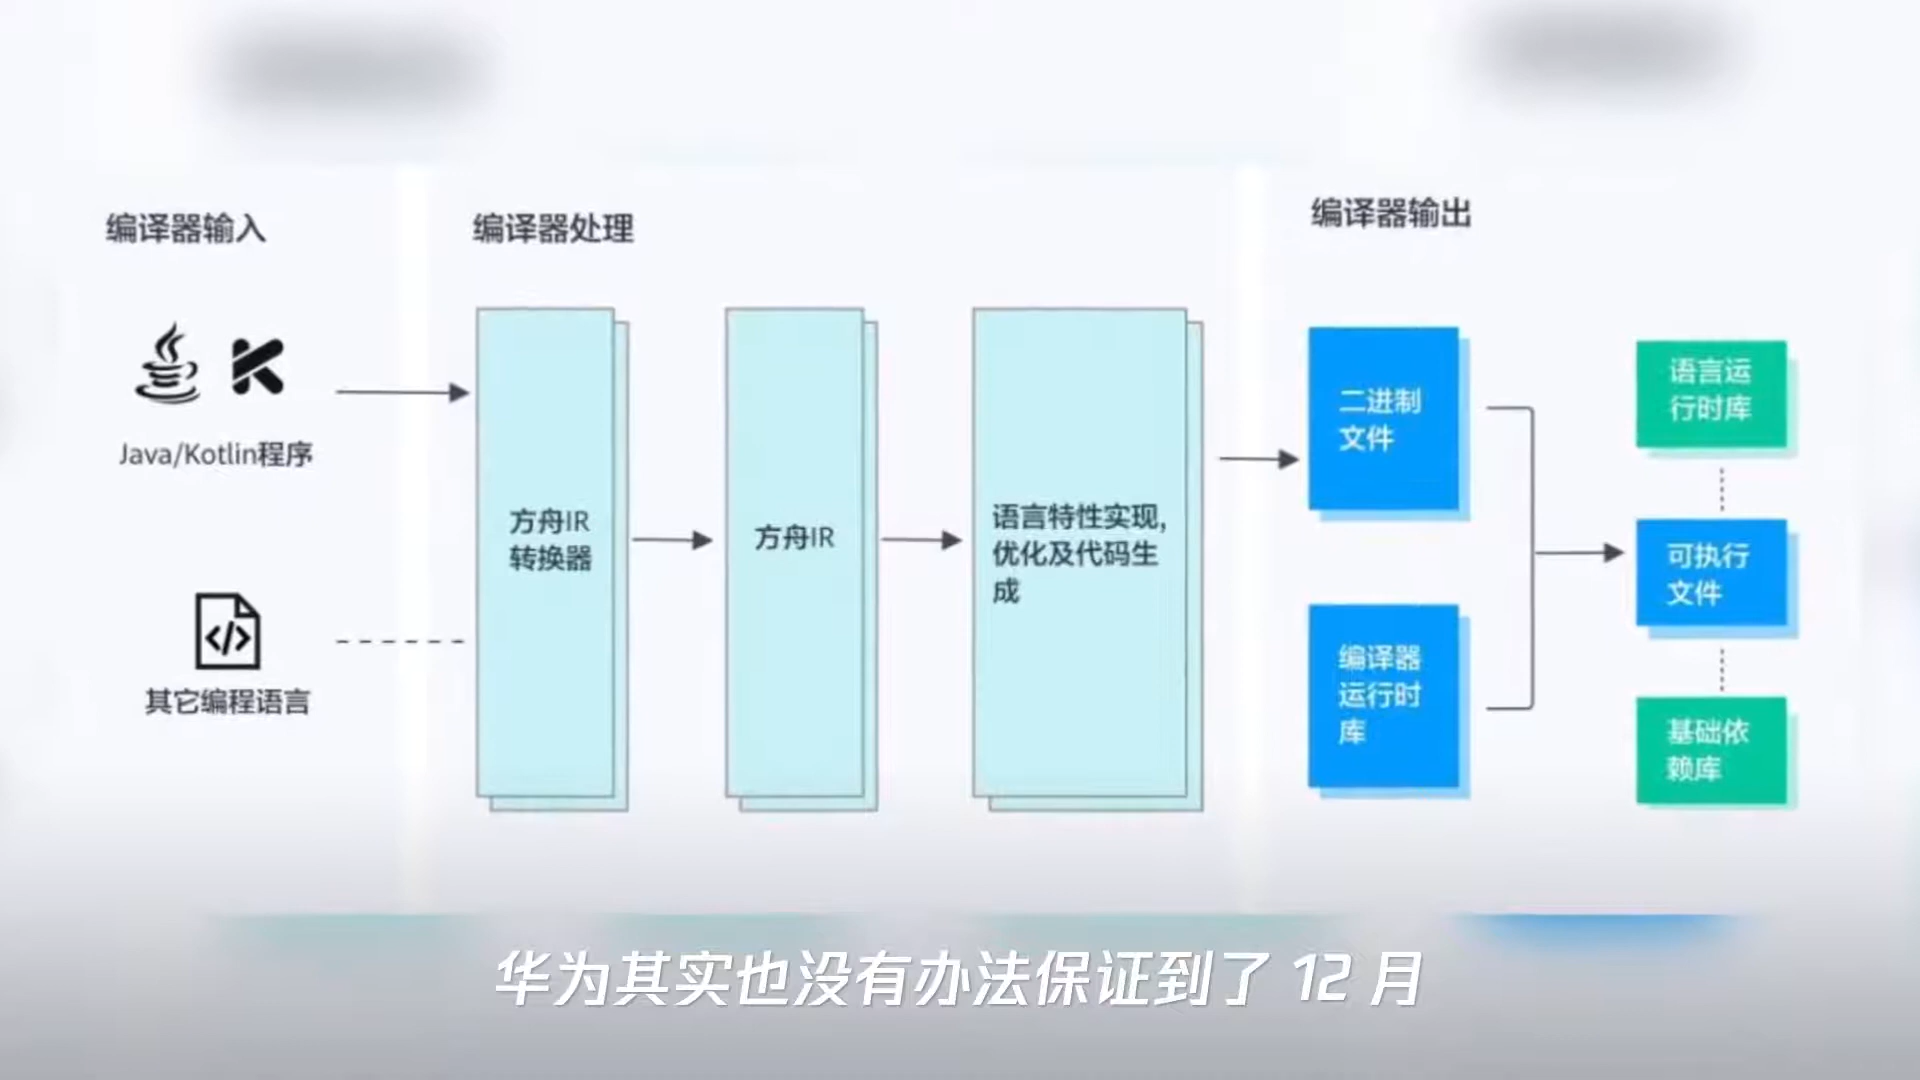 编译器输入
编译器处理
编译器输出
Java/Kotlin程序
其它编程语言
方舟IR
转换器
方舟IR
语言特性实现,
优化及代码生
成
二进制
文件
编译器
运行时
库
语言运
行时库
可执行
文件
基础依
赖库
华为其实也没有办法保证到了 12 月